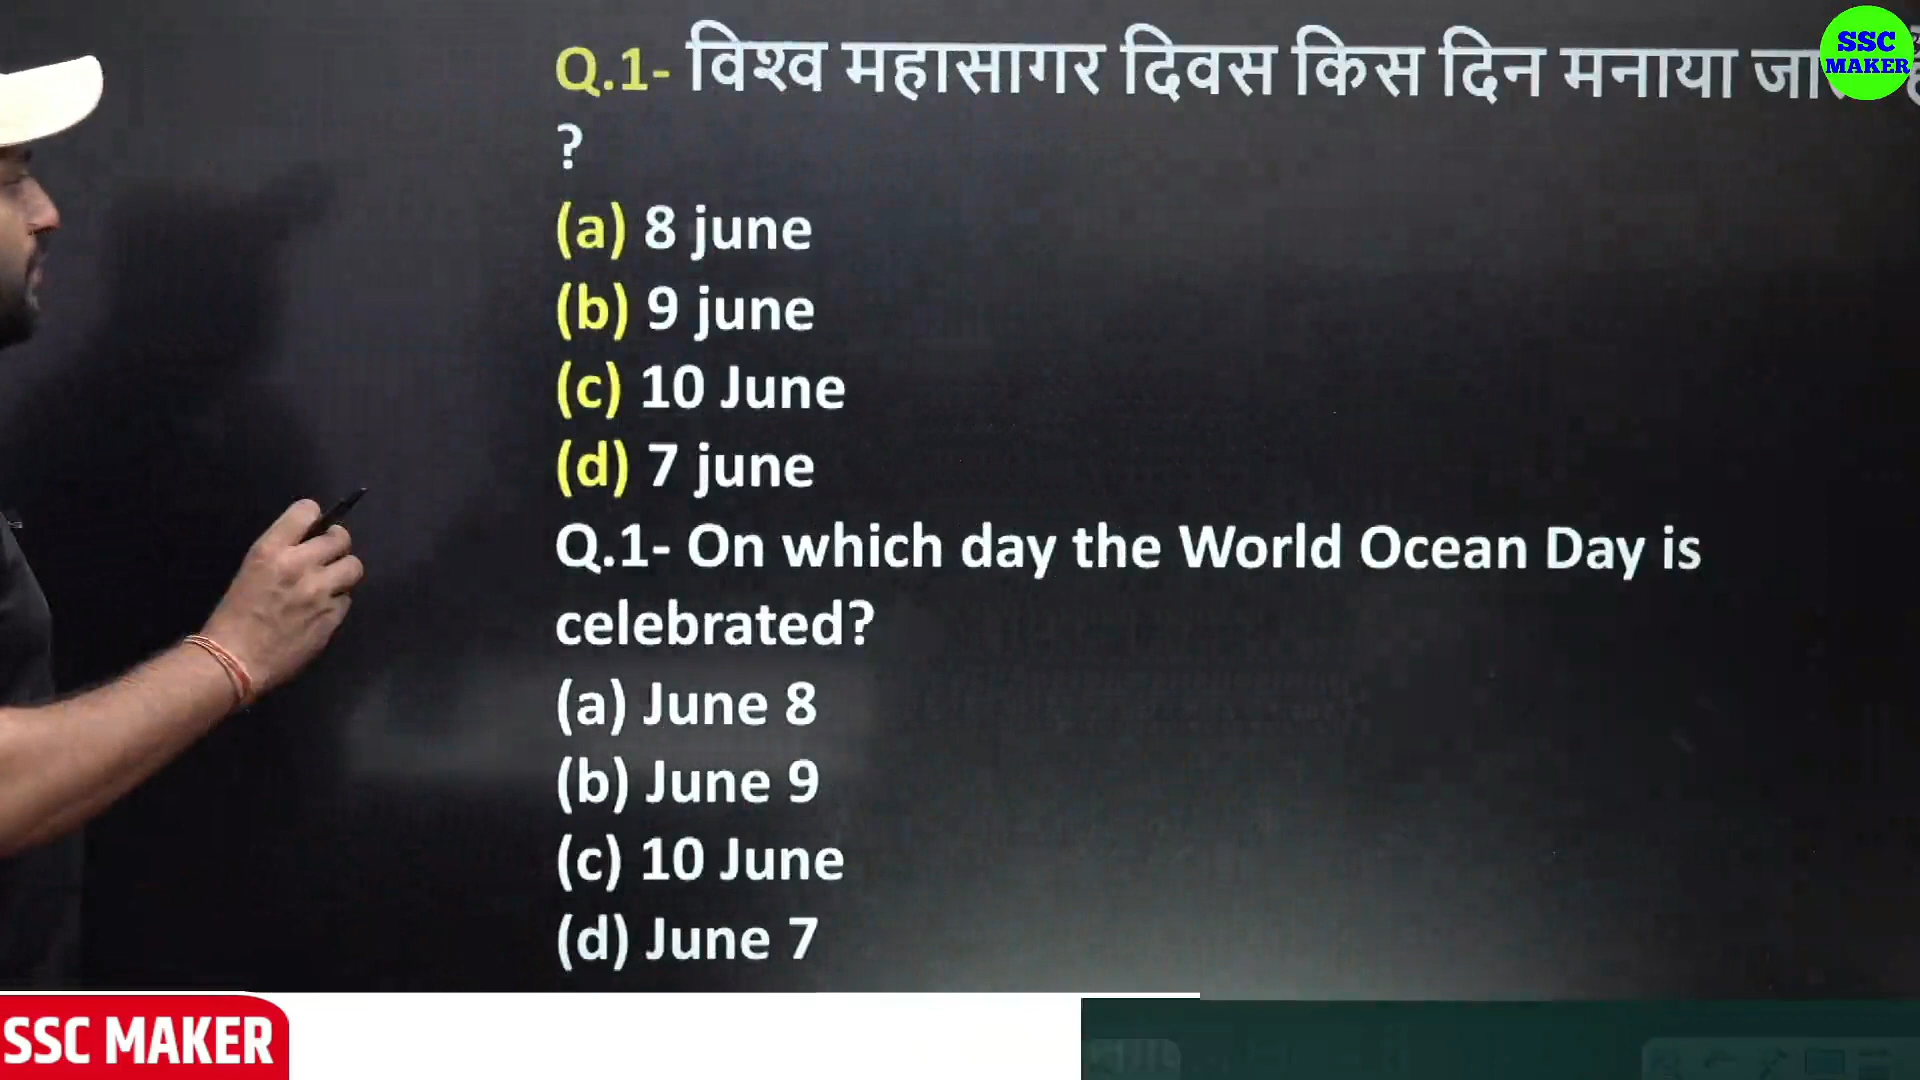 Q.1- विश्व महासागर दिवस किस दिन मनाया
?
(a) 8 june
(b) 9 june
(c) 10 June
(d) 7 june
Q.1- On which day the World Ocean Day is
celebrated?
(a) June 8
(b) June 9
(c) 10 June
(d) June 7
SSC
MAKER
SSC MAKER